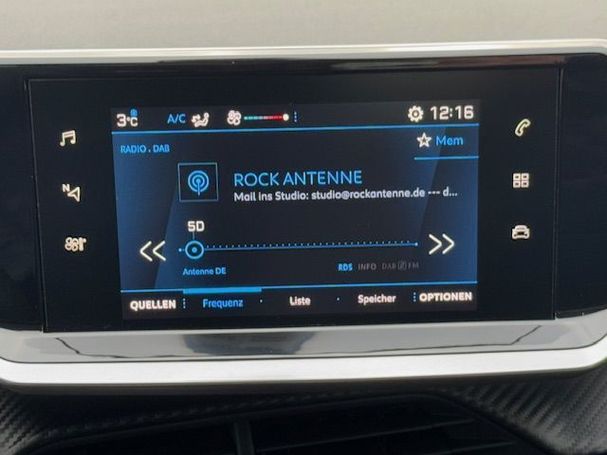 3°C A/C 12:16
RADIO . DAB
Mem
ROCK ANTENNE
Mail ins Studio: studio@rockantenne.de --- d...
5D
Antenne DE
RDS INFO DAB FM
QUELLEN Frequenz Liste Speicher OPTIONEN
N